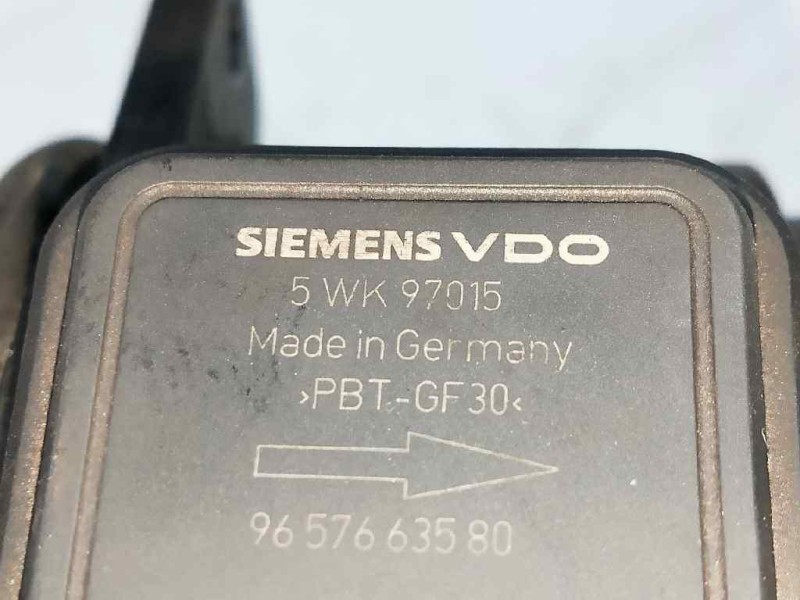 SIEMENS VDO
5 WK 97015
Made in Germany
›PBT-GF30‹
96 576 635 80